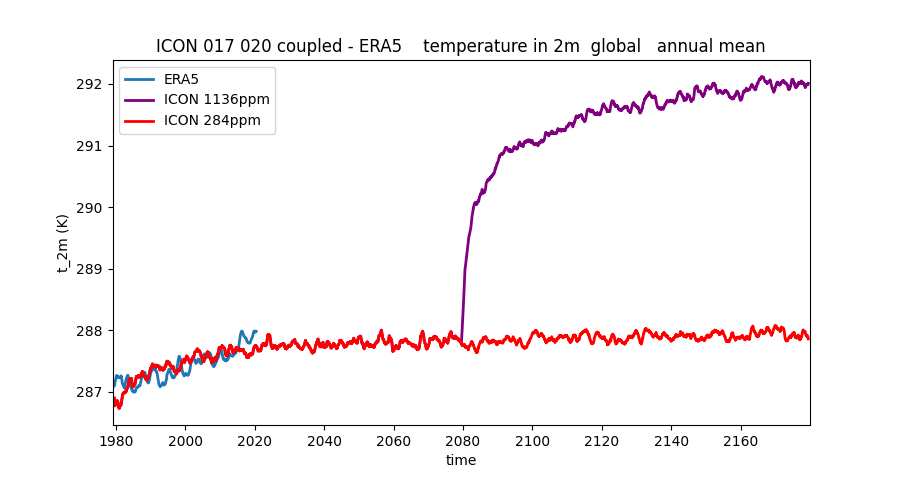 ICON 017 020 coupled - ERA5    temperature in 2m  global   annual mean
ERA5
ICON 1136ppm
ICON 284ppm
t_2m (K)
292
291
290
289
288
287
1980 2000 2020 2040 2060 2080 2100 2120 2140 2160
time